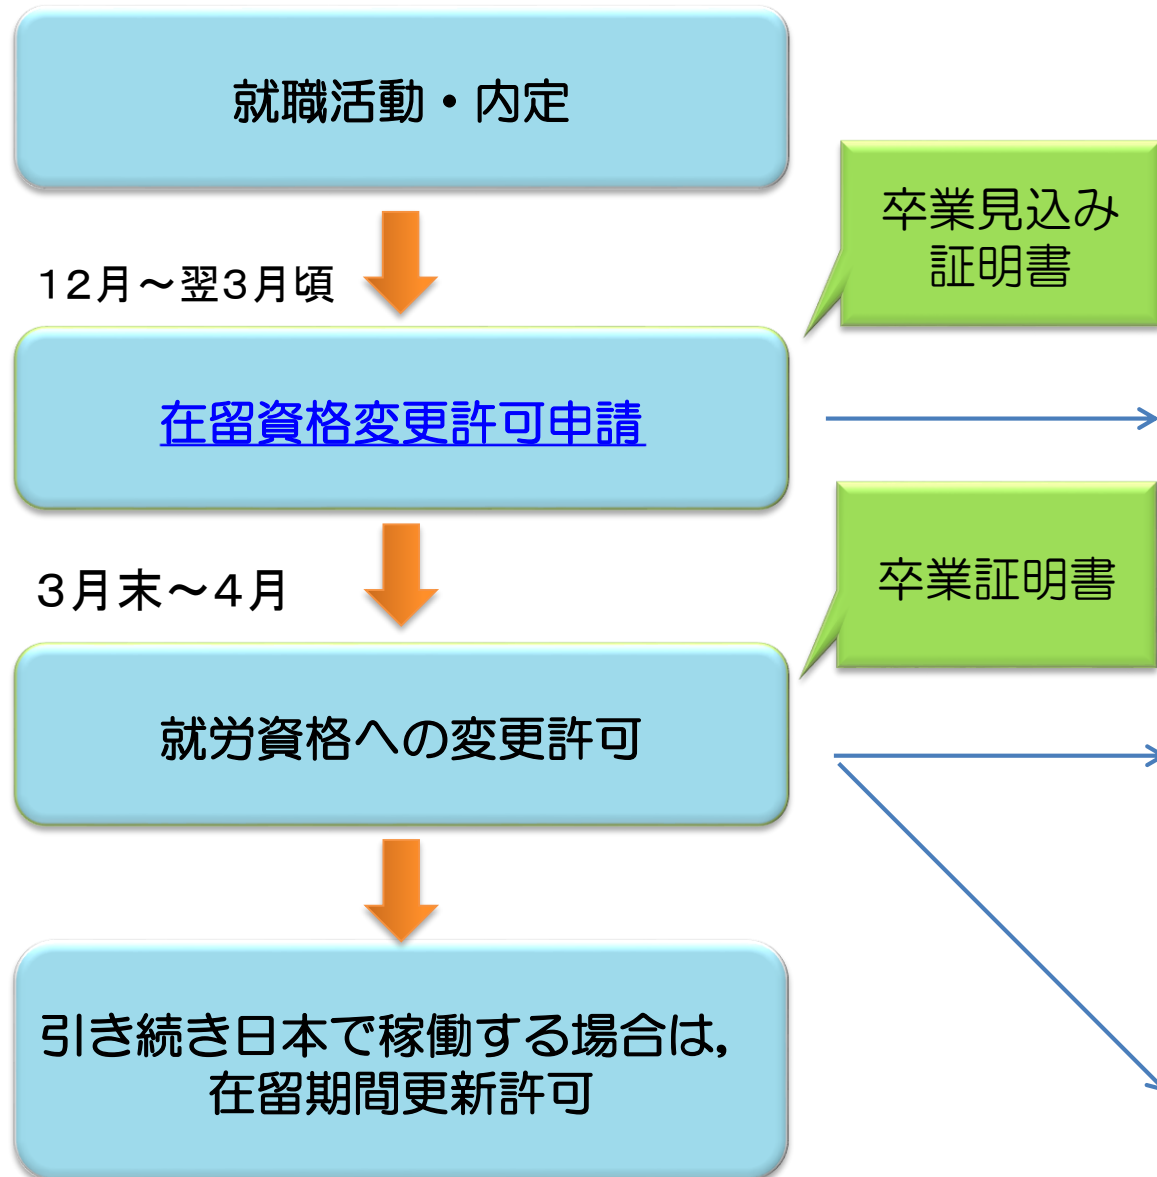 就職活動・内定
卒業見込み
証明書
１２月～翌３月頃
在留資格変更許可申請
卒業証明書
３月末～４月
就労資格への変更許可
引き続き日本で稼働する場合は,
在留期間更新許可